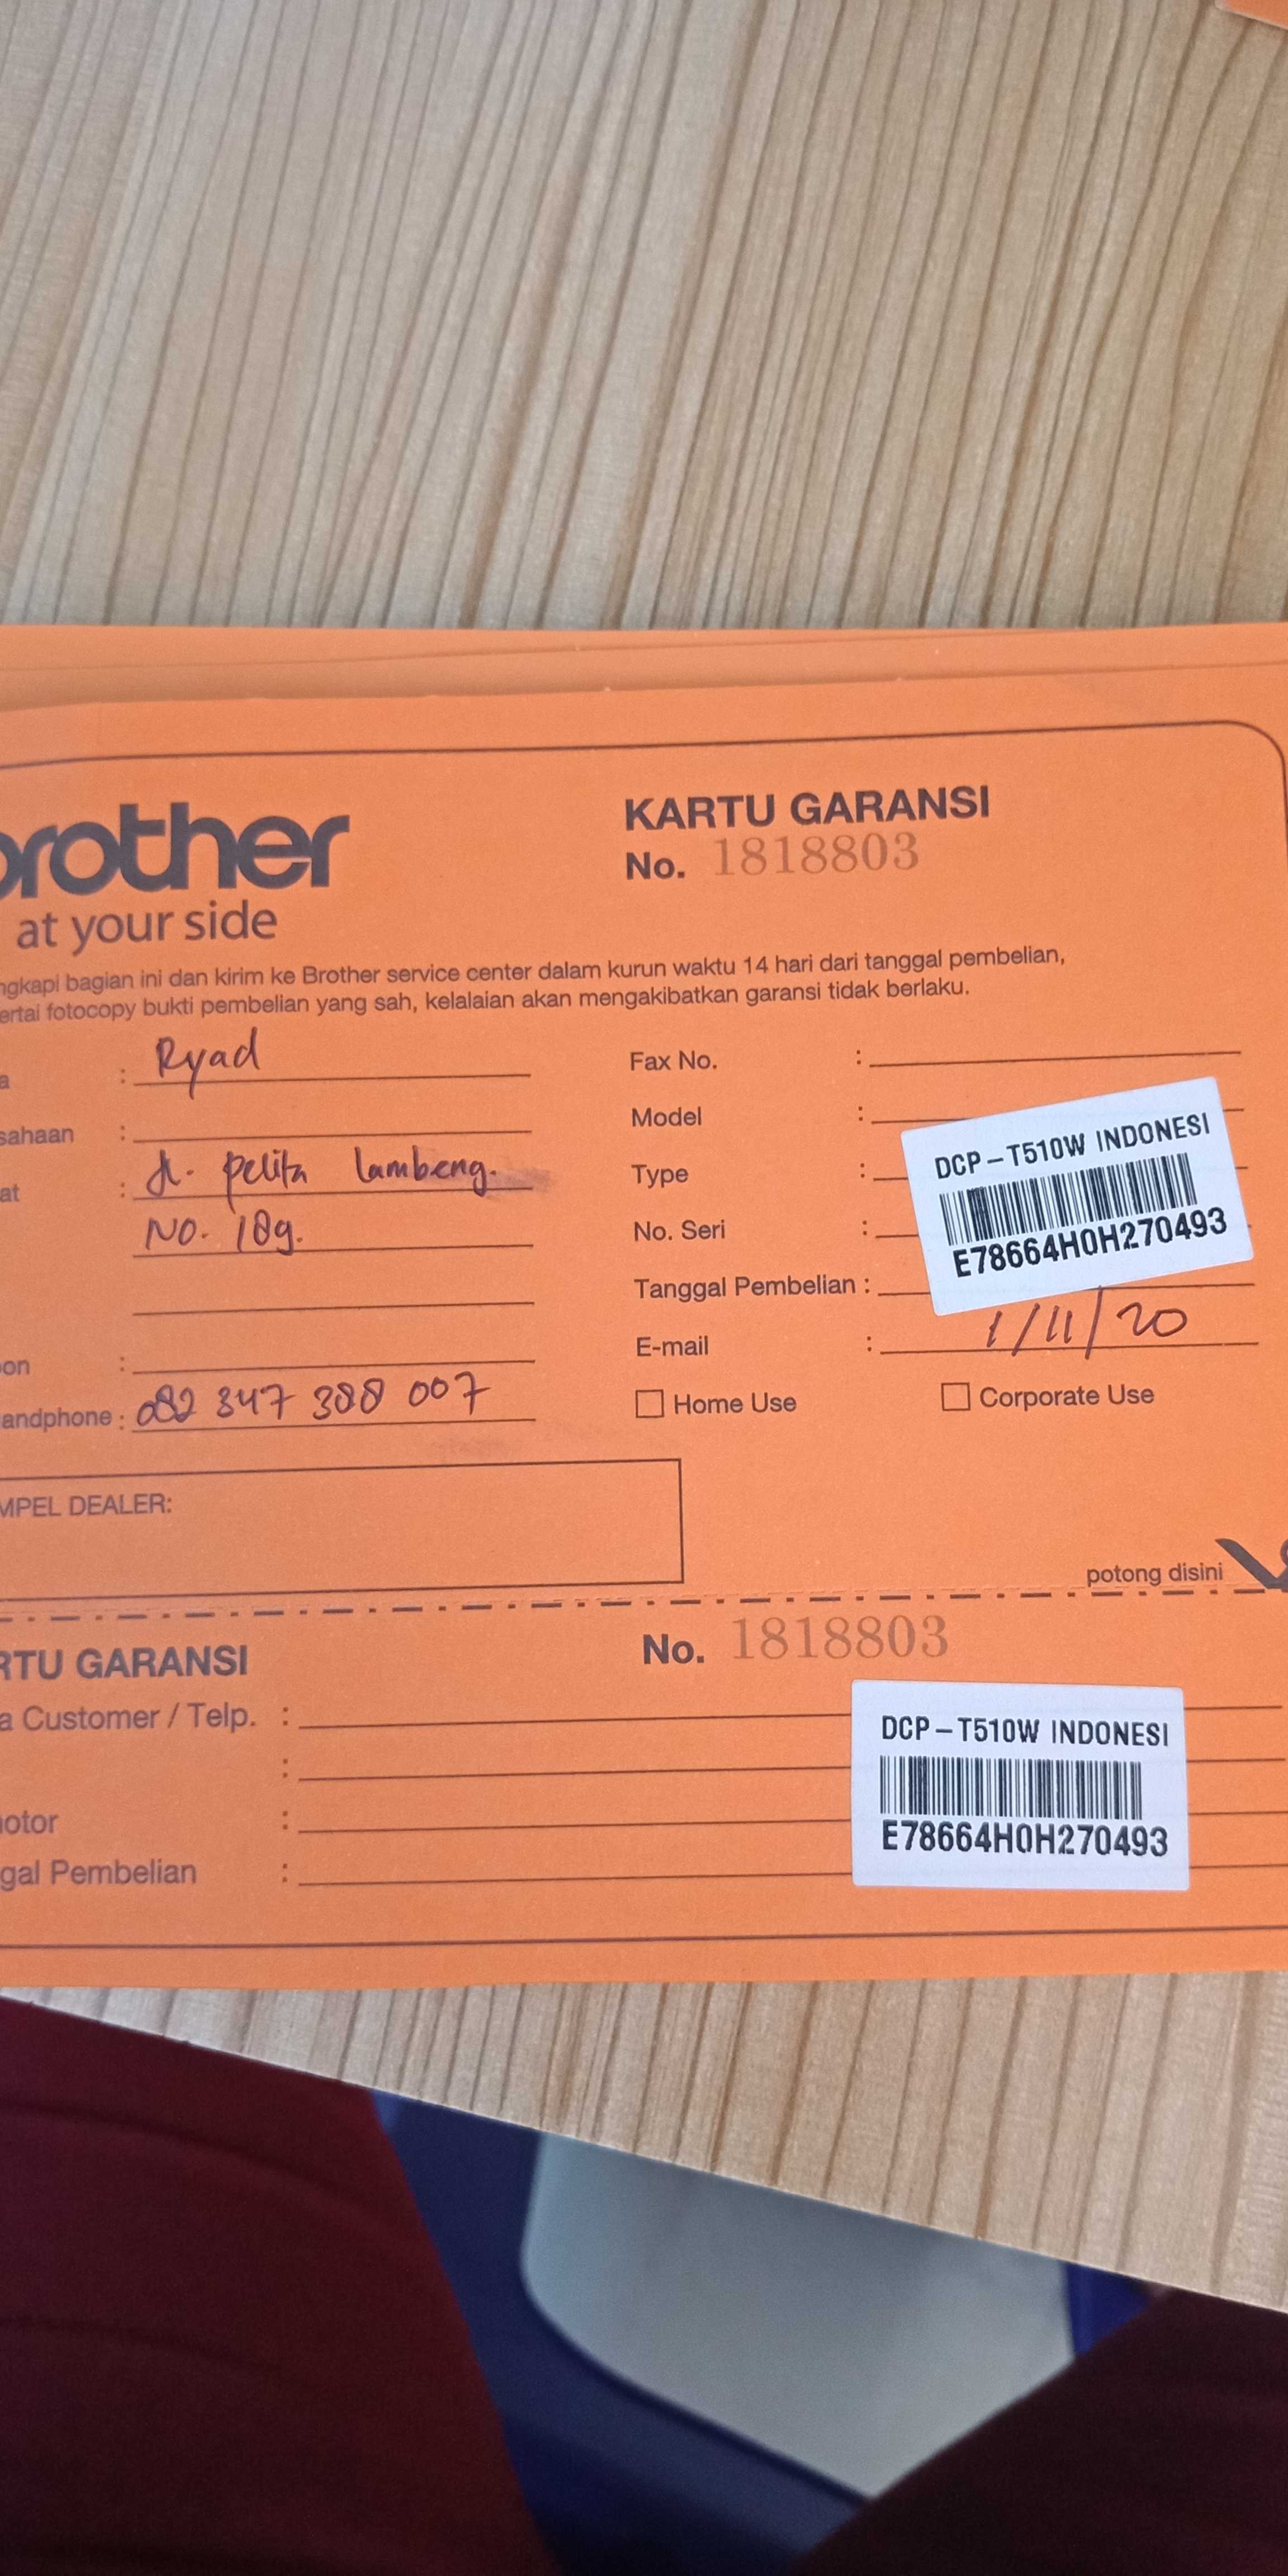 brother
at your side
KARTU GARANSI
No. 1818803
ngkapi bagian ini dan kirim ke Brother service center dalam kurun waktu 14 hari dari tanggal pembelian,
ertai fotocopy bukti pembelian yang sah, kelalaian akan mengakibatkan garansi tidak berlaku.
a : Ryad
sahaan :
at : Jl. pelita lambeng.
No. 189.
on :
andphone : 082 347 388 007
Fax No. :
Model :
Type :
No. Seri :
DCP-T510W INDONESI
E78664H0H270493
Tanggal Pembelian :
E-mail : 1/11/20
Home Use
Corporate Use
MPEL DEALER:
potong disini
RTU GARANSI
No. 1818803
a Customer / Telp. :
:
otor :
gal Pembelian :
DCP-T510W INDONESI
E78664H0H270493